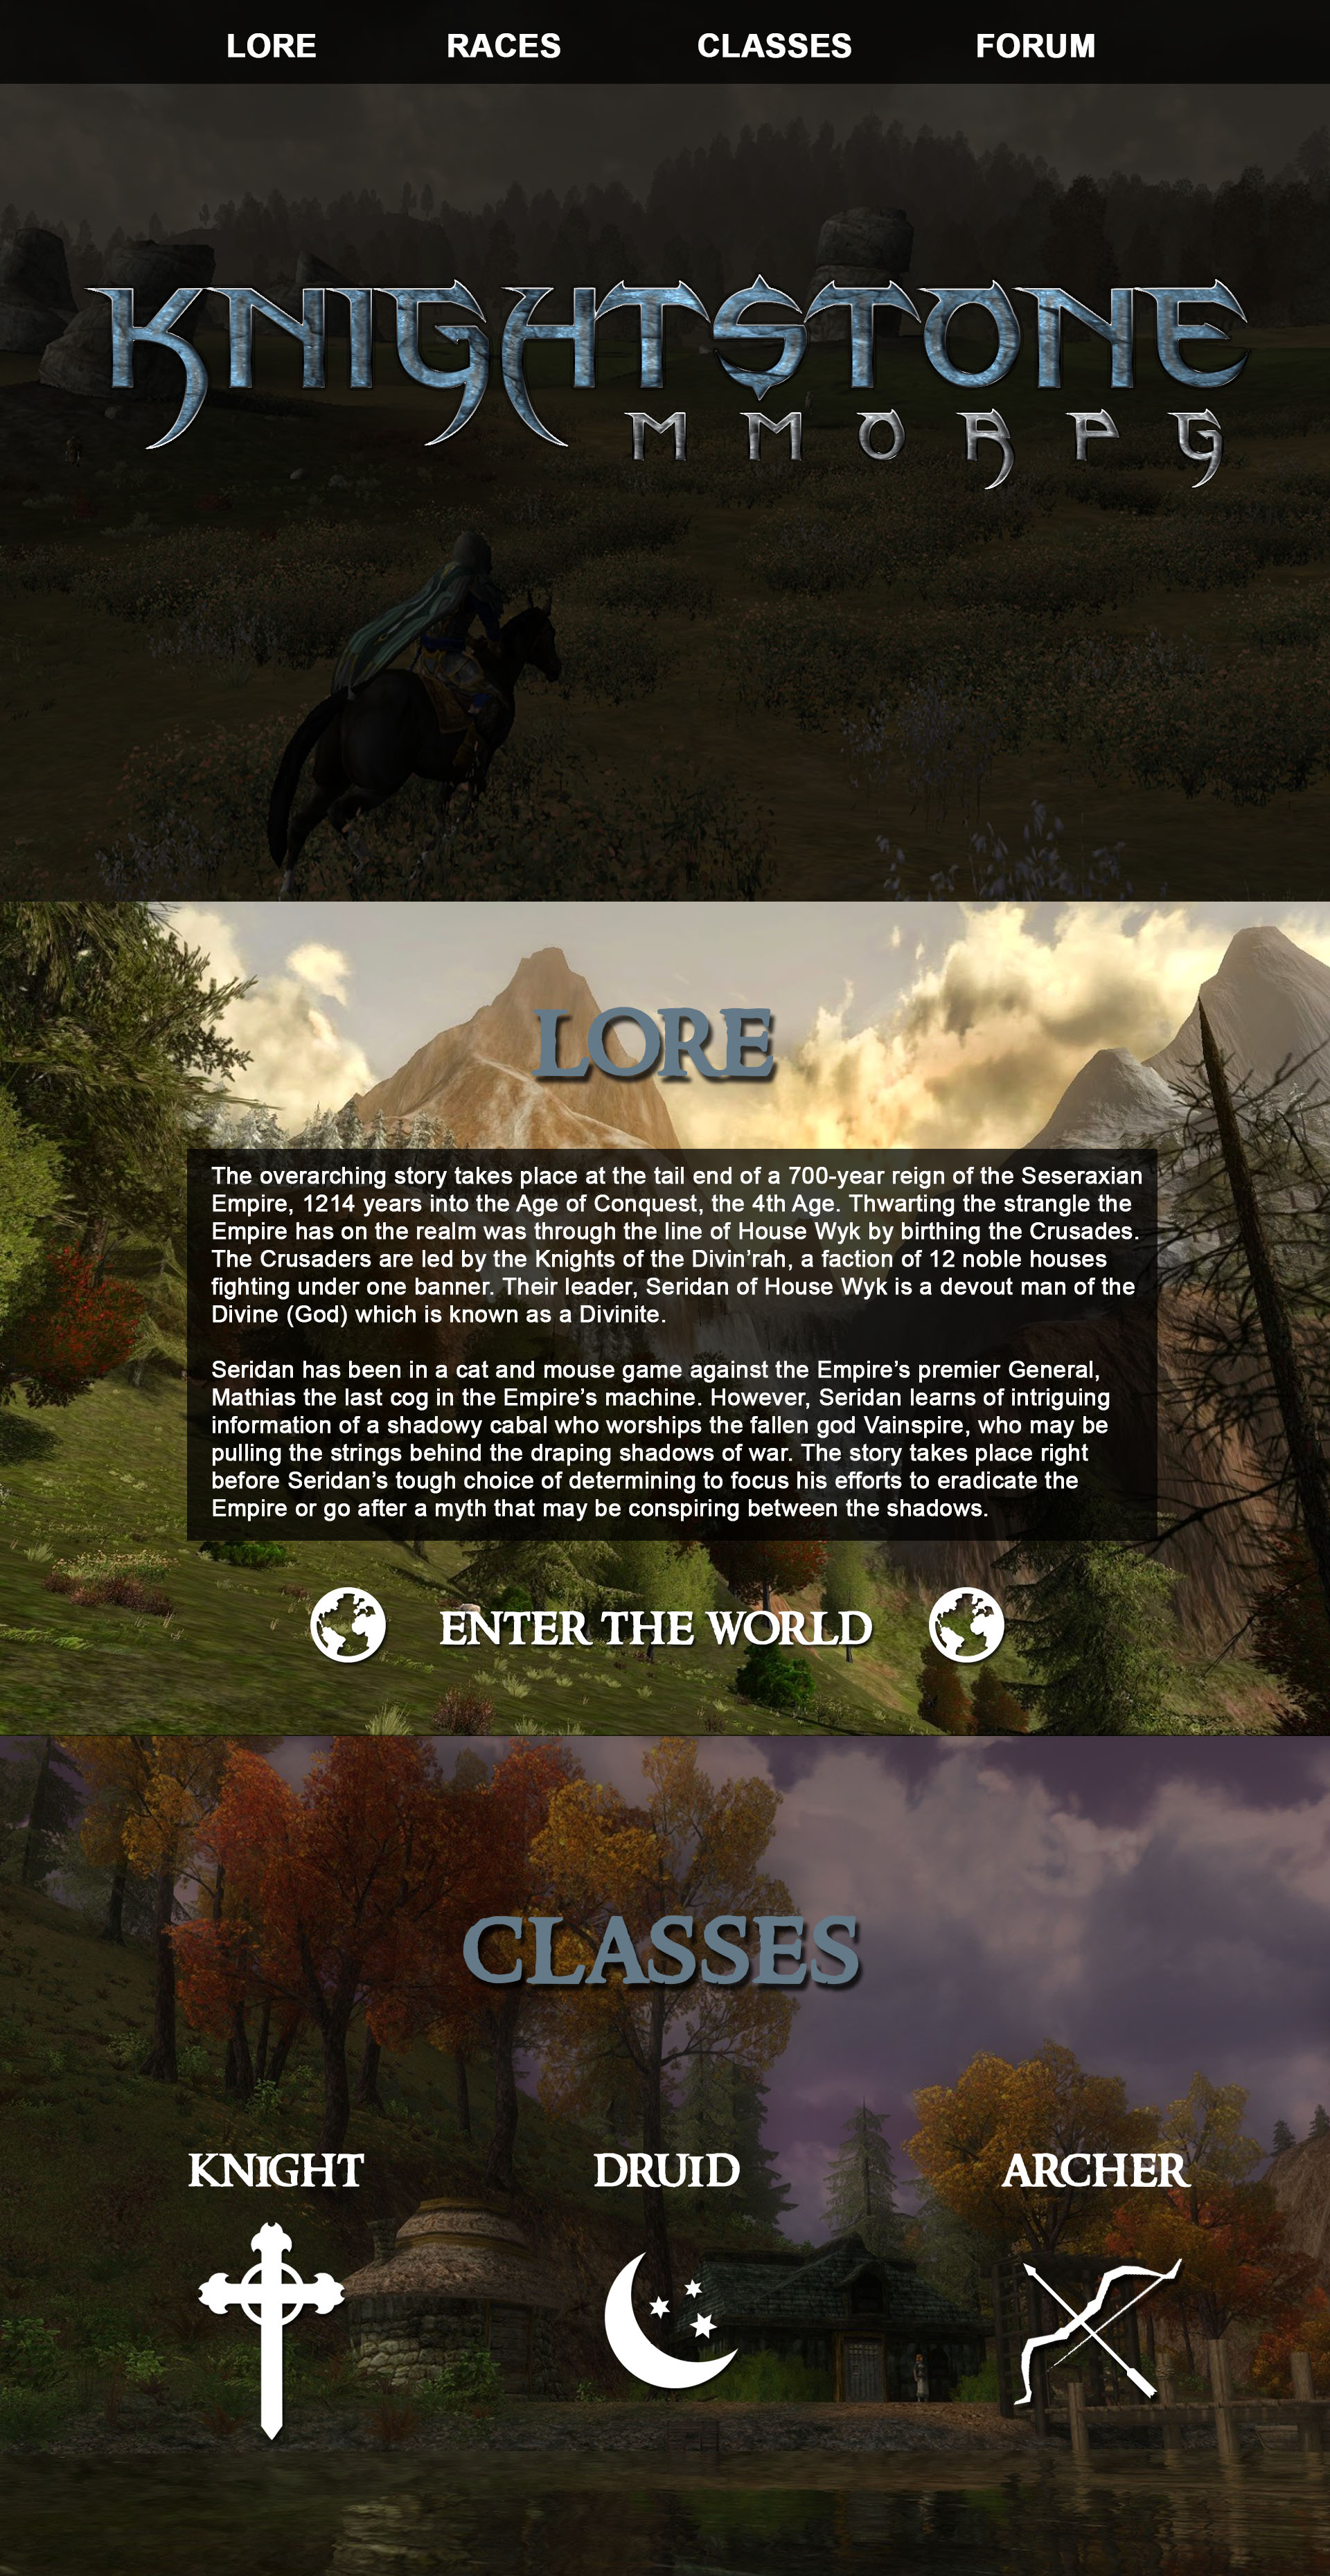 LORE RACES CLASSES FORUM
KNIGHTSTONE
MMORPG
LORE
The overarching story takes place at the tail end of a 700-year reign of the Seseraxian
Empire, 1214 years into the Age of Conquest, the 4th Age. Thwarting the strangle the
Empire has on the realm was through the line of House Wyk by birthing the Crusades.
The Crusaders are led by the Knights of the Divin’rah, a faction of 12 noble houses
fighting under one banner. Their leader, Seridan of House Wyk is a devout man of the
Divine (God) which is known as a Divinite.
Seridan has been in a cat and mouse game against the Empire’s premier General,
Mathias the last cog in the Empire’s machine. However, Seridan learns of intriguing
information of a shadowy cabal who worships the fallen god Vainspire, who may be
pulling the strings behind the draping shadows of war. The story takes place right
before Seridan’s tough choice of determining to focus his efforts to eradicate the
Empire or go after a myth that may be conspiring between the shadows.
ENTER THE WORLD
CLASSES
KNIGHT DRUID ARCHER